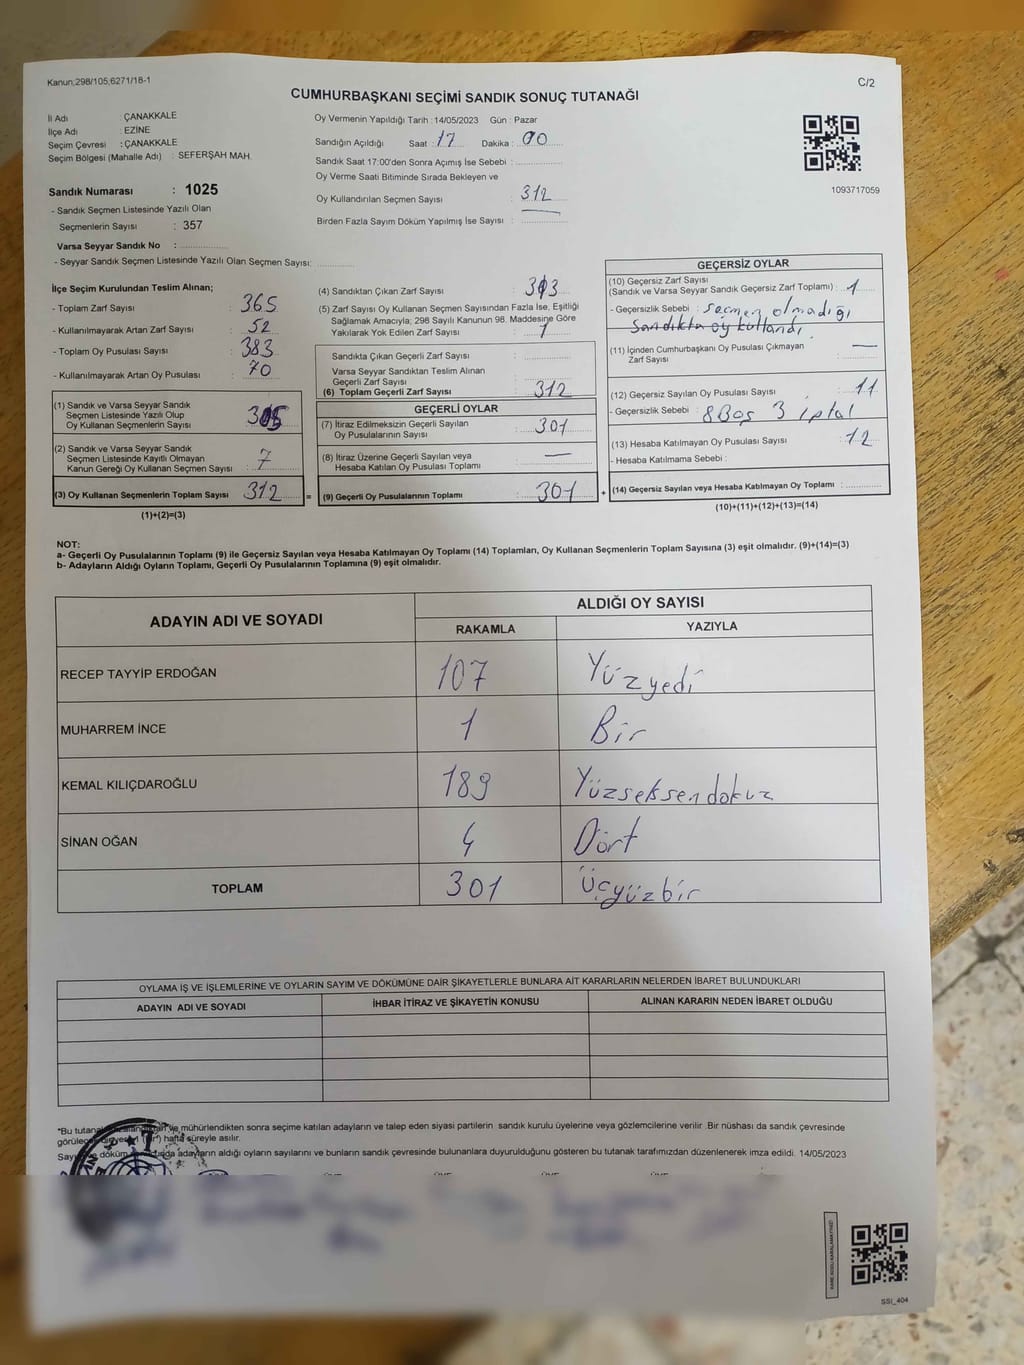 Kanun;298/105;6271/18-1
C/2
CUMHURBAŞKANI SEÇİMİ SANDIK SONUÇ TUTANAĞI
İl Adı : ÇANAKKALE
İlçe Adı : EZİNE
Seçim Çevresi : ÇANAKKALE
Seçim Bölgesi (Mahalle Adı) : SEFERŞAH MAH.
Sandık Numarası : 1025
- Sandık Seçmen Listesinde Yazılı Olan
Seçmenlerin Sayısı : 357
Varsa Seyyar Sandık No :
- Seyyar Sandık Seçmen Listesinde Yazılı Olan Seçmen Sayısı:
Oy Vermenin Yapıldığı Tarih : 14/05/2023 Gün : Pazar
Sandığın Açıldığı Saat : 17 Dakika : 00
Sandık Saat 17:00'den Sonra Açımış İse Sebebi :
Oy Verme Saati Bitiminde Sırada Bekleyen ve
Oy Kullandırılan Seçmen Sayısı : 312
Birden Fazla Sayım Döküm Yapılmış İse Sayısı :
1093717059
İlçe Seçim Kurulundan Teslim Alınan;
- Toplam Zarf Sayısı : 365
- Kullanılmayarak Artan Zarf Sayısı : 52
- Toplam Oy Pusulası Sayısı : 383
- Kullanılmayarak Artan Oy Pusulası : 70
(1) Sandık ve Varsa Seyyar Sandık
Seçmen Listesinde Yazılı Olup
Oy Kullanan Seçmenlerin Sayısı : 305
(2) Sandık ve Varsa Seyyar Sandık
Seçmen Listesinde Kayıtlı Olmayan
Kanun Gereği Oy Kullanan Seçmen Sayısı : 7
(3) Oy Kullanan Seçmenlerin Toplam Sayısı : 312
(1)+(2)=(3)
(4) Sandıktan Çıkan Zarf Sayısı : 313
(5) Zarf Sayısı Oy Kullanan Seçmen Sayısından Fazla İse, Eşitliği
Sağlamak Amacıyla; 298 Sayılı Kanunun 98. Maddesine Göre
Yakılarak Yok Edilen Zarf Sayısı : 1
Sandıkta Çıkan Geçerli Zarf Sayısı :
Varsa Seyyar Sandıktan Teslim Alınan
Geçerli Zarf Sayısı :
(6) Toplam Geçerli Zarf Sayısı : 312
GEÇERLİ OYLAR
(7) İtiraz Edilmeksizin Geçerli Sayılan
Oy Pusulalarının Sayısı : 301
(8) İtiraz Üzerine Geçerli Sayılan veya
Hesaba Katılan Oy Pusulası Toplamı : —
= (9) Geçerli Oy Pusulalarının Toplamı : 301
GEÇERSİZ OYLAR
(10) Geçersiz Zarf Sayısı
(Sandık ve Varsa Seyyar Sandık Geçersiz Zarf Toplamı) : 1
- Geçersizlik Sebebi : Seçmen olmadığı
Sandıkta oy kullandı
(11) İçinden Cumhurbaşkanı Oy Pusulası Çıkmayan
Zarf Sayısı : —
(12) Geçersiz Sayılan Oy Pusulası Sayısı : 11
- Geçersizlik Sebebi : 8 Boş 3 iptal
(13) Hesaba Katılmayan Oy Pusulası Sayısı : 12
- Hesaba Katılmama Sebebi :
+ (14) Geçersiz Sayılan veya Hesaba Katılmayan Oy Toplamı :
(10)+(11)+(12)+(13)=(14)
NOT:
a- Geçerli Oy Pusulalarının Toplamı (9) ile Geçersiz Sayılan veya Hesaba Katılmayan Oy Toplamı (14) Toplamları, Oy Kullanan Seçmenlerin Toplam Sayısına (3) eşit olmalıdır. (9)+(14)=(3)
b- Adayların Aldığı Oyların Toplamı, Geçerli Oy Pusulalarının Toplamına (9) eşit olmalıdır.
ADAYIN ADI VE SOYADI
ALDIĞI OY SAYISI
RAKAMLA YAZIYLA
RECEP TAYYİP ERDOĞAN 107 Yüzyedi
MUHARREM İNCE 1 Bir
KEMAL KILIÇDAROĞLU 189 Yüzseksendokuz
SİNAN OĞAN 4 Dört
TOPLAM 301 Üçyüzbir
OYLAMA İŞ VE İŞLEMLERİNE VE OYLARIN SAYIM VE DÖKÜMÜNE DAİR ŞİKAYETLERLE BUNLARA AİT KARARLARIN NELERDEN İBARET BULUNDUKLARI
ADAYIN ADI VE SOYADI İHBAR İTİRAZ VE ŞİKAYETİN KONUSU ALINAN KARARIN NEDEN İBARET OLDUĞU
*Bu ve mühürlendikten sonra seçime katılan adayların ve talep eden siyasi partilerin sandık kurulu üyelerine veya gözlemcilerine verilir .Bir nüshası da sandık çevresinde
hafta süreyle asılır.
döküm adayların aldığı oyların sayılarını ve bunların sandık çevresinde bulunanlara duyurulduğunu gösteren bu tutanak tarafımızdan düzenlenerek imza edildi. 14/05/2023
SSİ_404